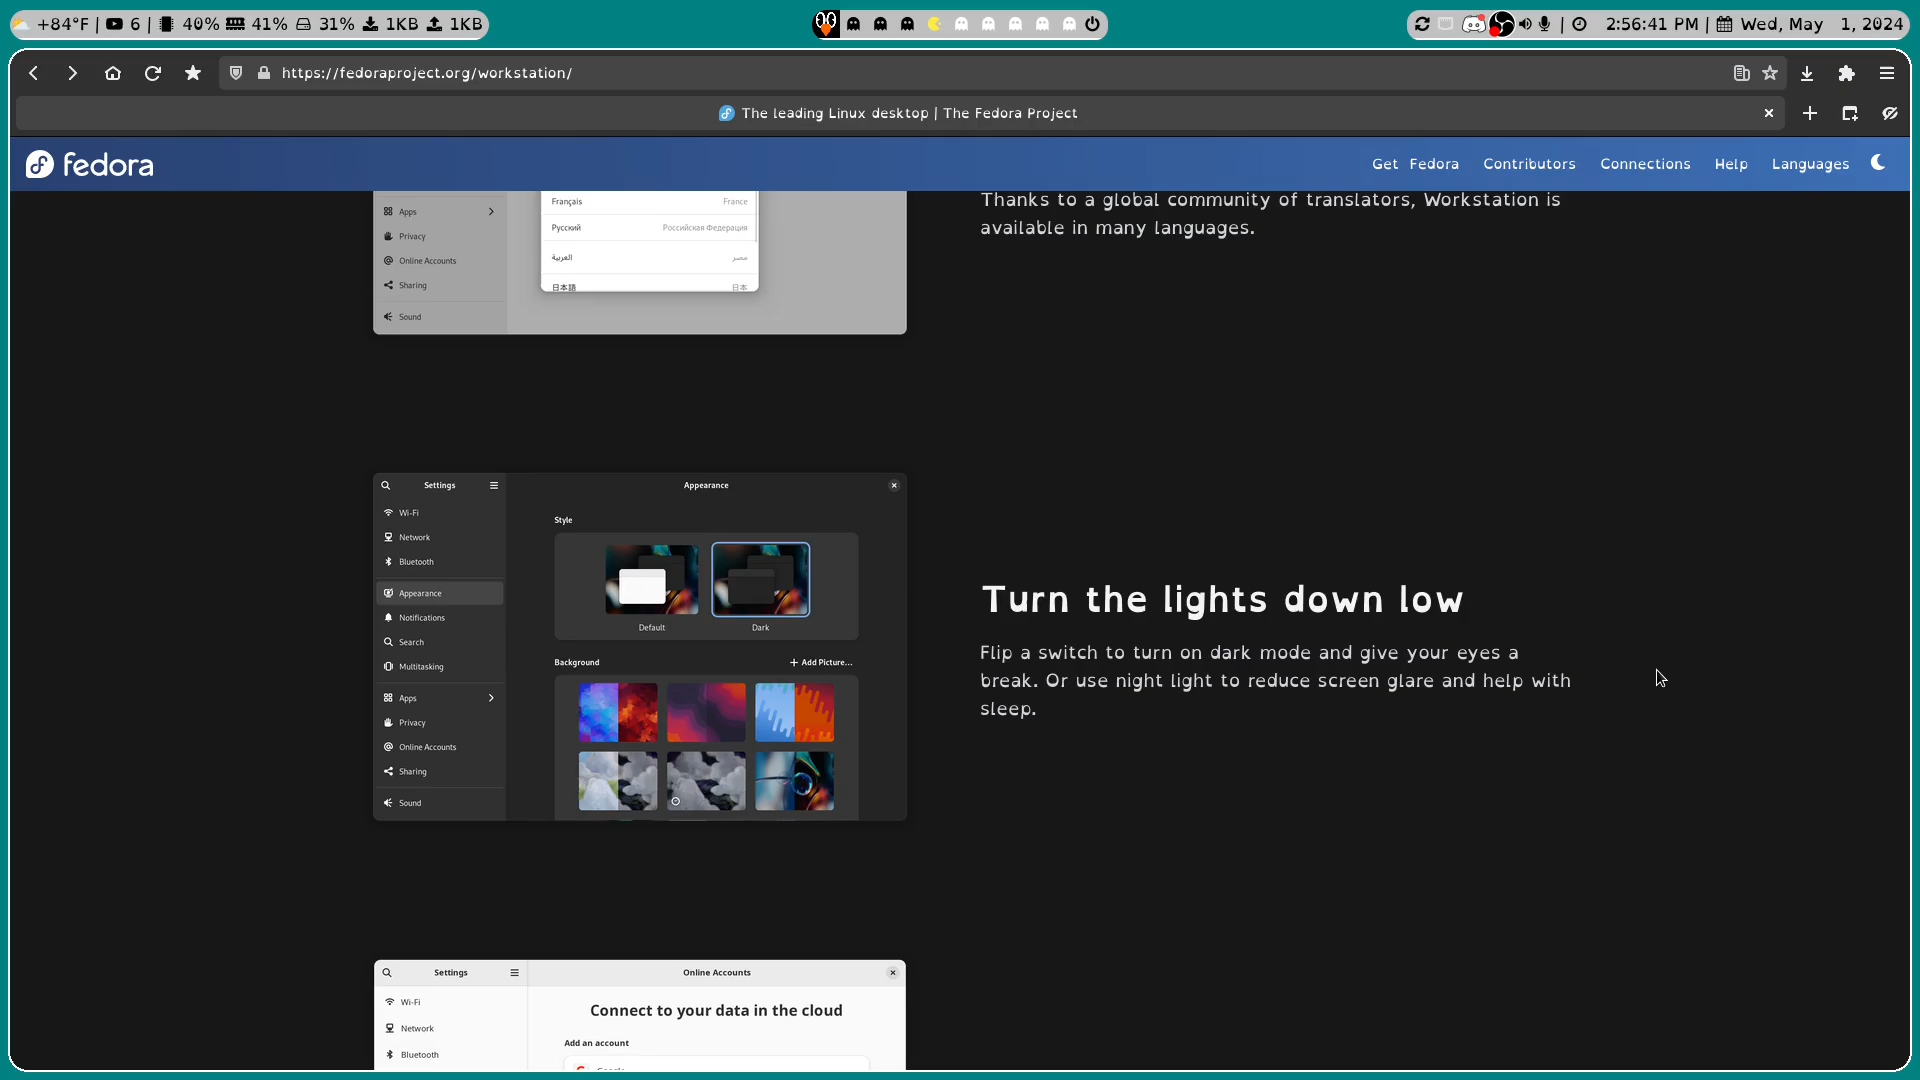 +84°F | 6 | 40% 41% 31% 1KB 1KB
2:56:41 PM | Wed, May 1, 2024
https://fedoraproject.org/workstation/
The leading Linux desktop | The Fedora Project
fedora
Get Fedora Contributors Connections Help Languages
Apps
Privacy
Online Accounts
Sharing
Sound
Français France
Русский Российская Федерация
العربية مصر
日本語 日本
Thanks to a global community of translators, Workstation is
available in many languages.
Settings
Appearance
Wi-Fi
Network
Bluetooth
Appearance
Notifications
Search
Multitasking
Apps
Privacy
Online Accounts
Sharing
Sound
Style
Default Dark
Background
Add Picture...
Turn the lights down low
Flip a switch to turn on dark mode and give your eyes a
break. Or use night light to reduce screen glare and help with
sleep.
Settings
Online Accounts
Wi-Fi
Network
Bluetooth
Connect to your data in the cloud
Add an account